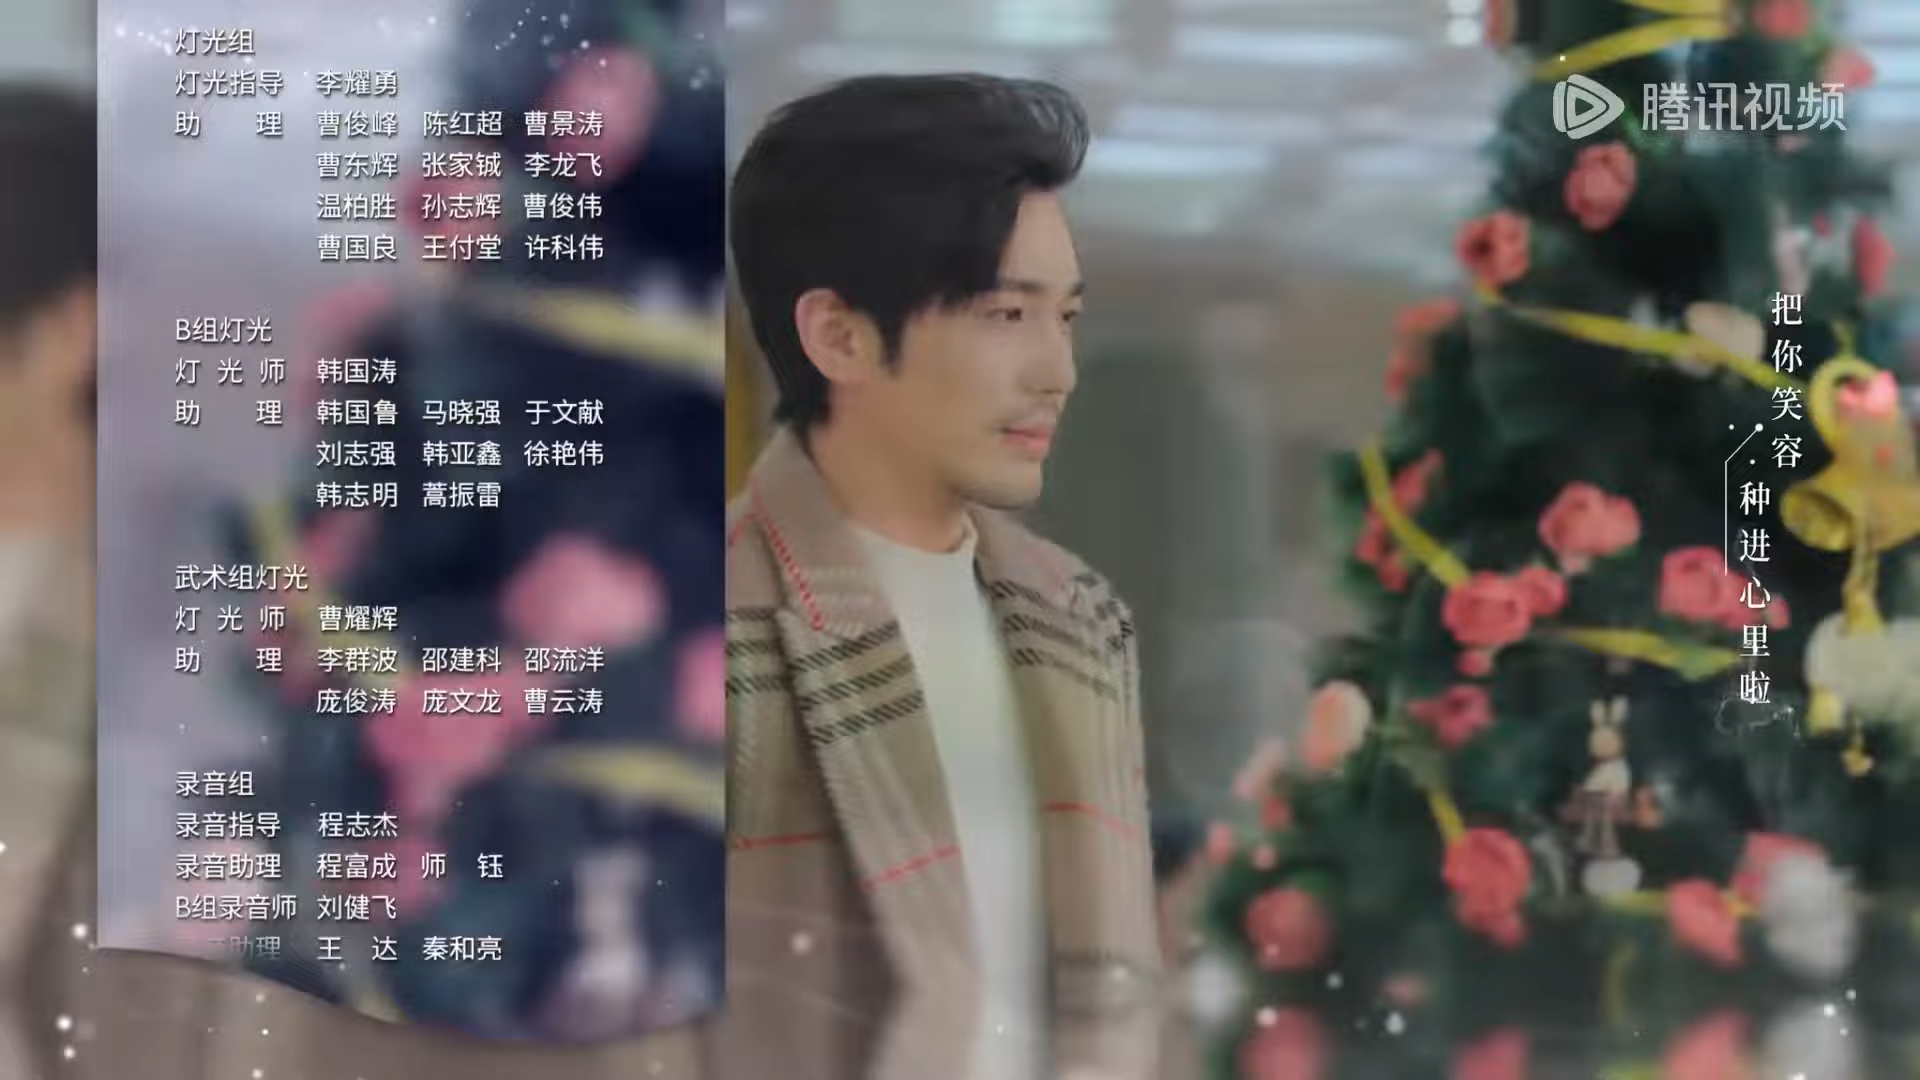 灯光组
灯光指导 李耀勇
助 理 曹俊峰 陈红超 曹景涛
曹东辉 张家铖 李龙飞
温柏胜 孙志辉 曹俊伟
曹国良 王付堂 许科伟
B组灯光
灯光师 韩国涛
助 理 韩国鲁 马晓强 于文献
刘志强 韩亚鑫 徐艳伟
韩志明 蒿振雷
武术组灯光
灯光师 曹耀辉
助 理 李群波 邵建科 邵流洋
庞俊涛 庞文龙 曹云涛
录音组
录音指导 程志杰
录音助理 程富成 师 钰
B组录音师 刘健飞
助理 王 达 秦和亮
腾讯视频
把你笑容
种进心里啦